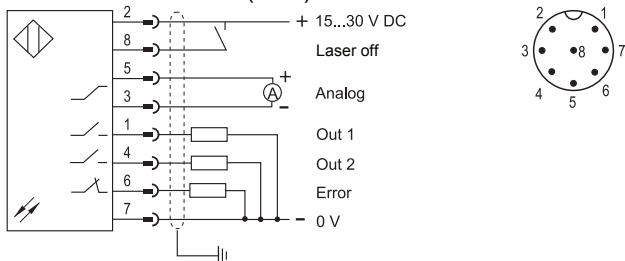 2 + 15...30 V DC
8 Laser off
5 +
A Analog
3 −
1 Out 1
4 Out 2
6 Error
7 − 0 V
2 1
3 8 7
4 6
5